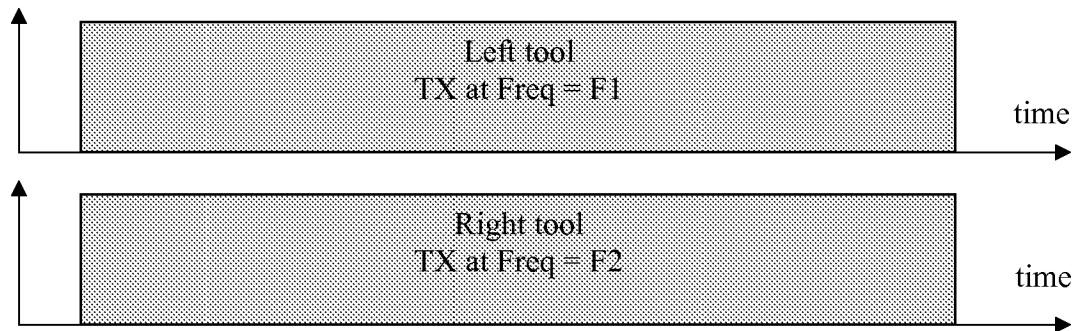 Left tool
TX at Freq = F1
time
Right tool
TX at Freq = F2
time